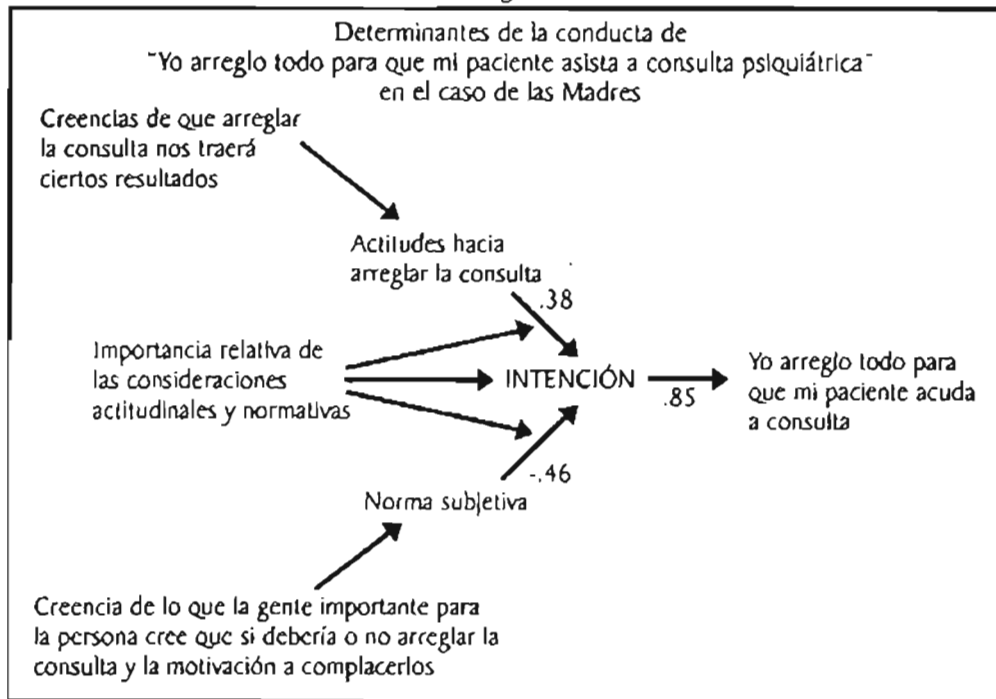 Determinantes de la conducta de
"Yo arreglo todo para que mi paciente asista a consulta psiquiátrica"
en el caso de las Madres
Creencias de que arreglar
la consulta nos traerá
ciertos resultados
Actitudes hacia
arreglar la consulta
.38
Importancia relativa de
las consideraciones
actitudinales y normativas
INTENCIÓN
.85
Yo arreglo todo para
que mi paciente acuda
a consulta
-.46
Norma subjetiva
Creencia de lo que la gente importante para
la persona cree que si debería o no arreglar la
consulta y la motivación a complacerlos